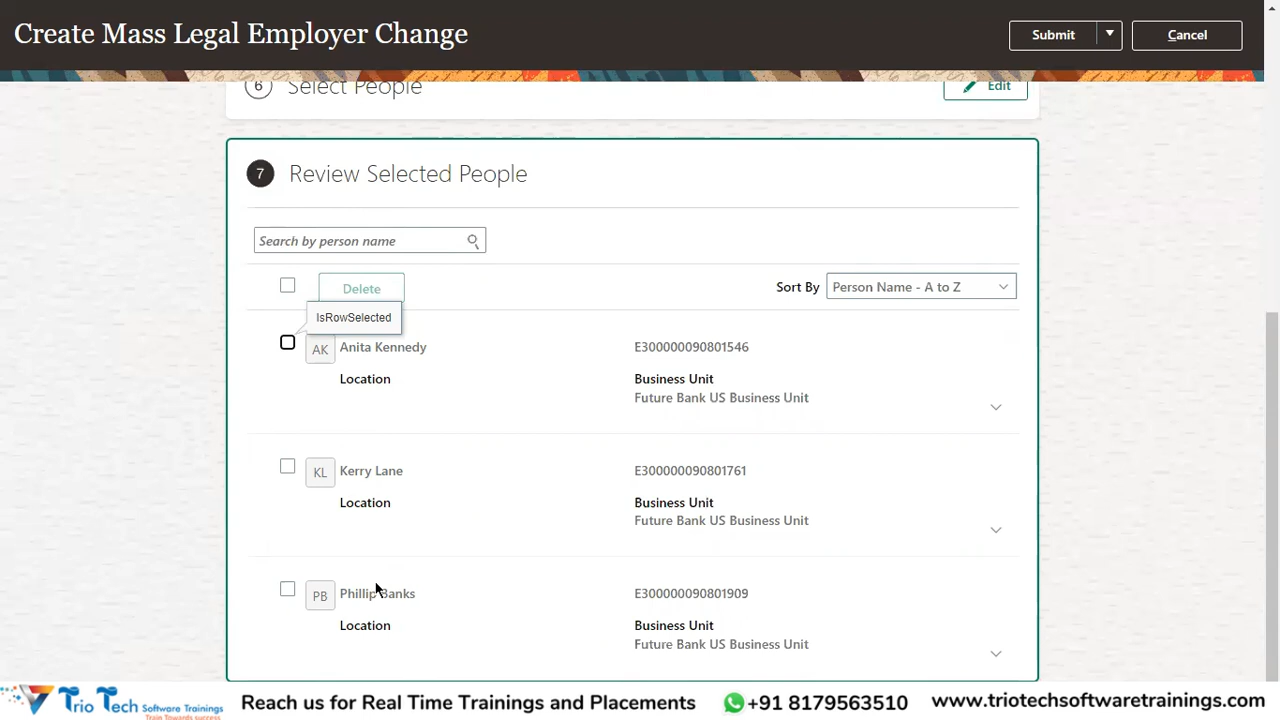 Create Mass Legal Employer Change
Submit
Cancel
6 Select People
Edit
7 Review Selected People
Search by person name
Delete
Sort By Person Name - A to Z
IsRowSelected
AK Anita Kennedy E300000090801546
Location Business Unit
Future Bank US Business Unit
KL Kerry Lane E300000090801761
Location Business Unit
Future Bank US Business Unit
PB Phillip Banks E300000090801909
Location Business Unit
Future Bank US Business Unit
Trio Tech Software Trainings
Train Towards success
Reach us for Real Time Trainings and Placements
+91 8179563510
www.triotechsoftwaretrainings.com